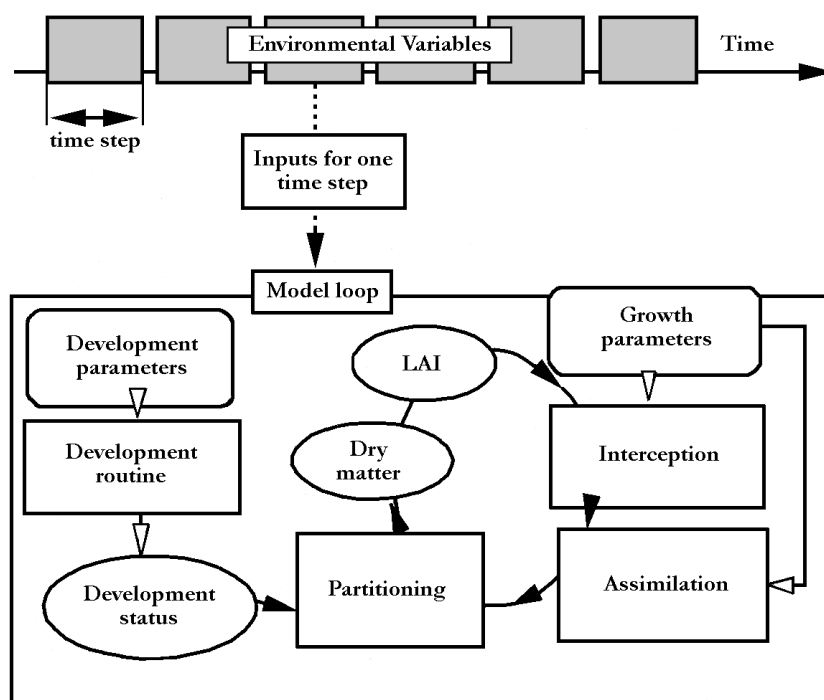 Environmental Variables
Time
time step
Inputs for one
time step
Model loop
Development
parameters
Growth
parameters
LAI
Dry
matter
Development
routine
Interception
Development
status
Partitioning
Assimilation